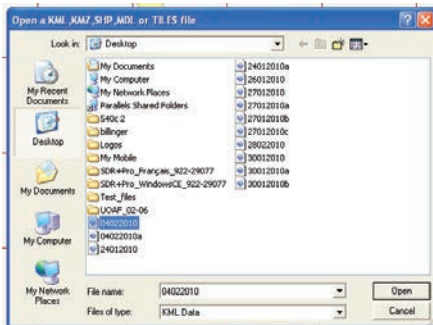 Open a KML,KMZ,SHP,MDL or TILES file
Look in: Desktop
My Recent Documents
Desktop
My Documents
My Computer
My Network Places
My Documents
My Computer
My Network Places
Parallels Shared Folders
540c 2
billinger
Logos
My Mobile
SDR+Pro_Français_922-29077
SDR+Pro_WindowsCE_922-29077
Test_files
UOAF_02-06
04022010
04022010a
24012010
24012010a
26012010
27012010
27012010a
27012010b
27012010c
28022010
30012010
30012010a
30012010b
File name: 04022010
Open
Files of type: KML Data
Cancel